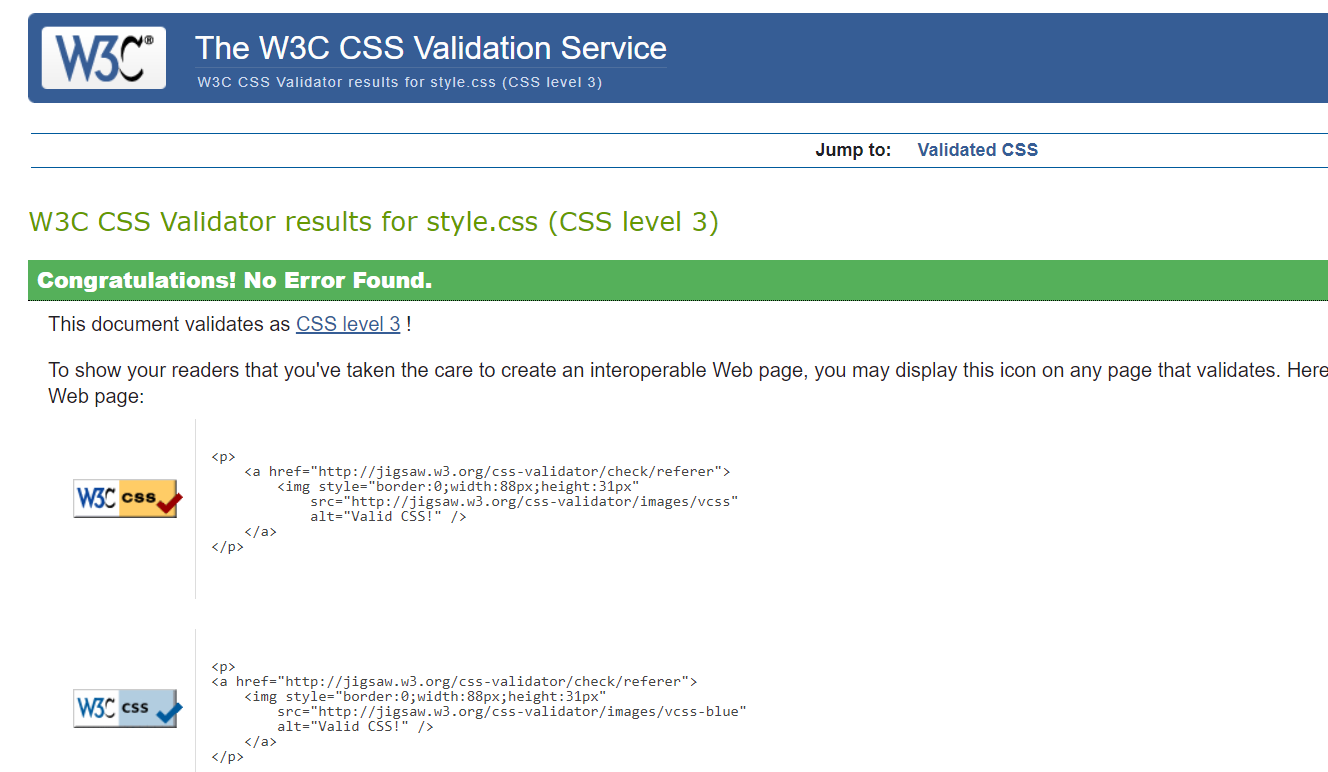 W3C® The W3C CSS Validation Service
W3C CSS Validator results for style.css (CSS level 3)
Jump to: Validated CSS
W3C CSS Validator results for style.css (CSS level 3)
Congratulations! No Error Found.
This document validates as CSS level 3 !
To show your readers that you've taken the care to create an interoperable Web page, you may display this icon on any page that validates. Here
Web page:
<p>
<a href="http://jigsaw.w3.org/css-validator/check/referer">
<img style="border:0;width:88px;height:31px"
W3C css
src="http://jigsaw.w3.org/css-validator/images/vcss"
alt="Valid CSS!" />
</a>
</p>
<p>
<a href="http://jigsaw.w3.org/css-validator/check/referer">
<img style="border:0;width:88px;height:31px"
W3C css
src="http://jigsaw.w3.org/css-validator/images/vcss-blue"
alt="Valid CSS!" />
</a>
</p>